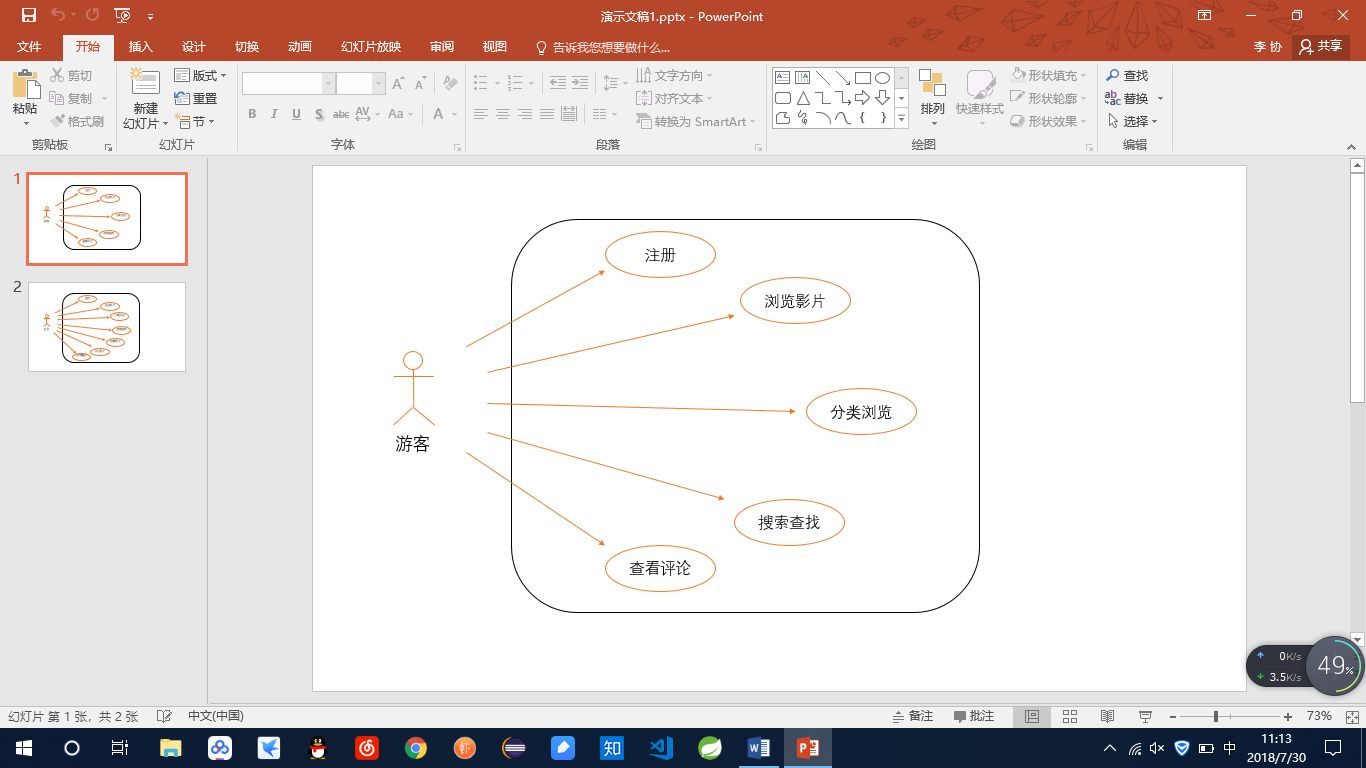 演示文稿1.pptx - PowerPoint
文件 开始 插入 设计 切换 动画 幻灯片放映 审阅 视图 告诉我您想要做什么... 李 协 共享
粘贴 剪切 复制 格式刷 剪贴板
新建 幻灯片 版式 重置 节 幻灯片
B I U S abc AV Aa A A A 字体
文字方向 对齐文本 转换为 SmartArt 段落
排列 快速样式 形状填充 形状轮廓 形状效果 绘图
查找 替换 选择 编辑
1
2
注册
浏览影片
分类浏览
游客
搜索查找
查看评论
0K/s
3.5K/s
49%
幻灯片 第 1 张，共 2 张 中文(中国) 备注 批注 73%
知 中 11:13
2018/7/30